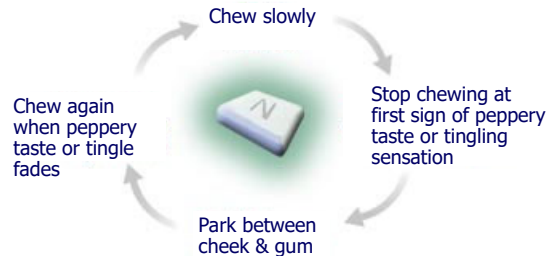 Chew slowly
Stop chewing at
first sign of peppery
taste or tingling
sensation
Park between
cheek & gum
Chew again
when peppery
taste or tingle
fades
N